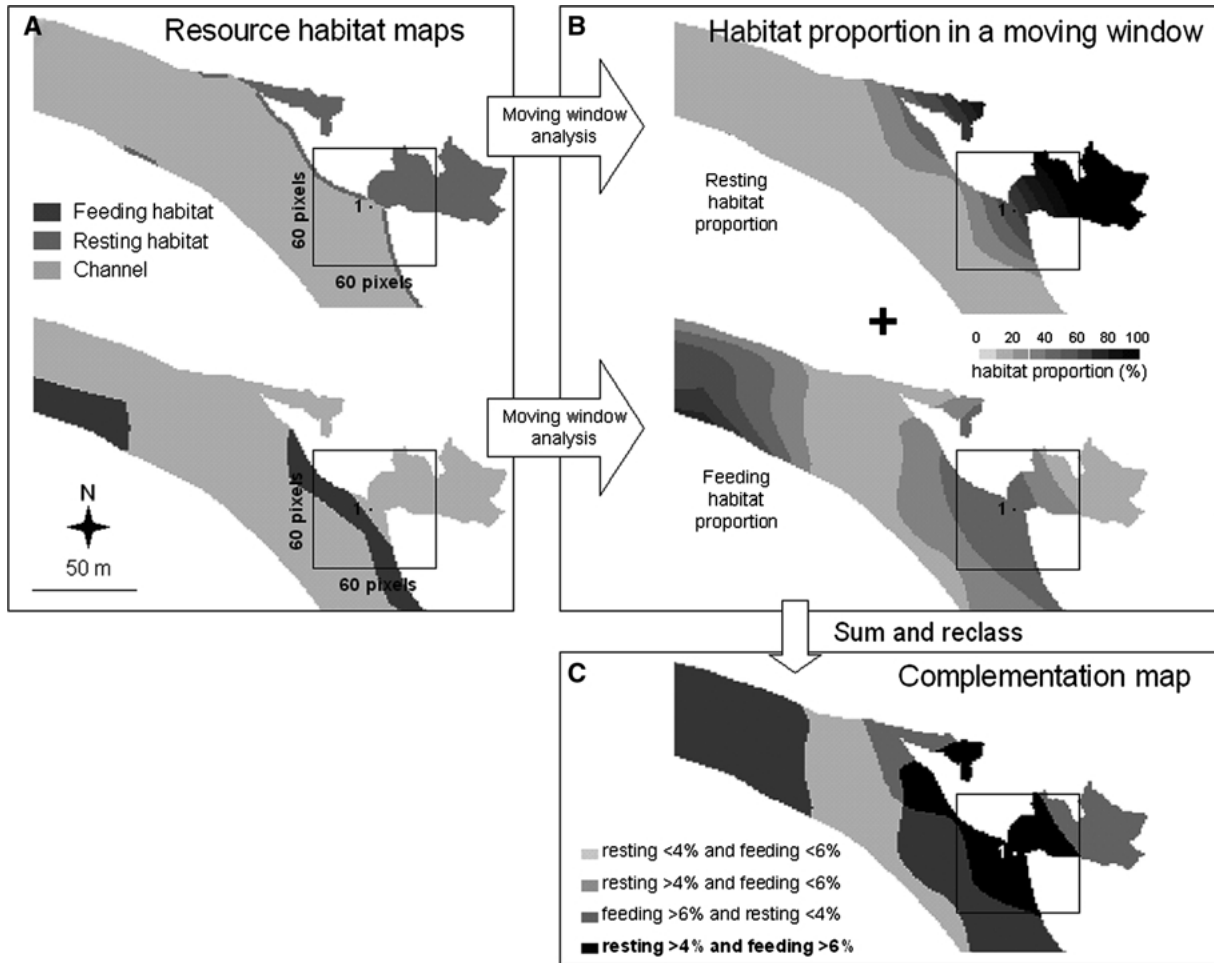 A
Resource habitat maps
60 pixels
1
60 pixels
Feeding habitat
Resting habitat
Channel
60 pixels
1
60 pixels
N
50 m
Moving window
analysis
Moving window
analysis
B
Habitat proportion in a moving window
Resting
habitat
proportion
1
+
0 20 40 60 80 100
habitat proportion (%)
Feeding
habitat
proportion
1
Sum and reclass
C
Complementation map
1
resting <4% and feeding <6%
resting >4% and feeding <6%
feeding >6% and resting <4%
resting >4% and feeding >6%